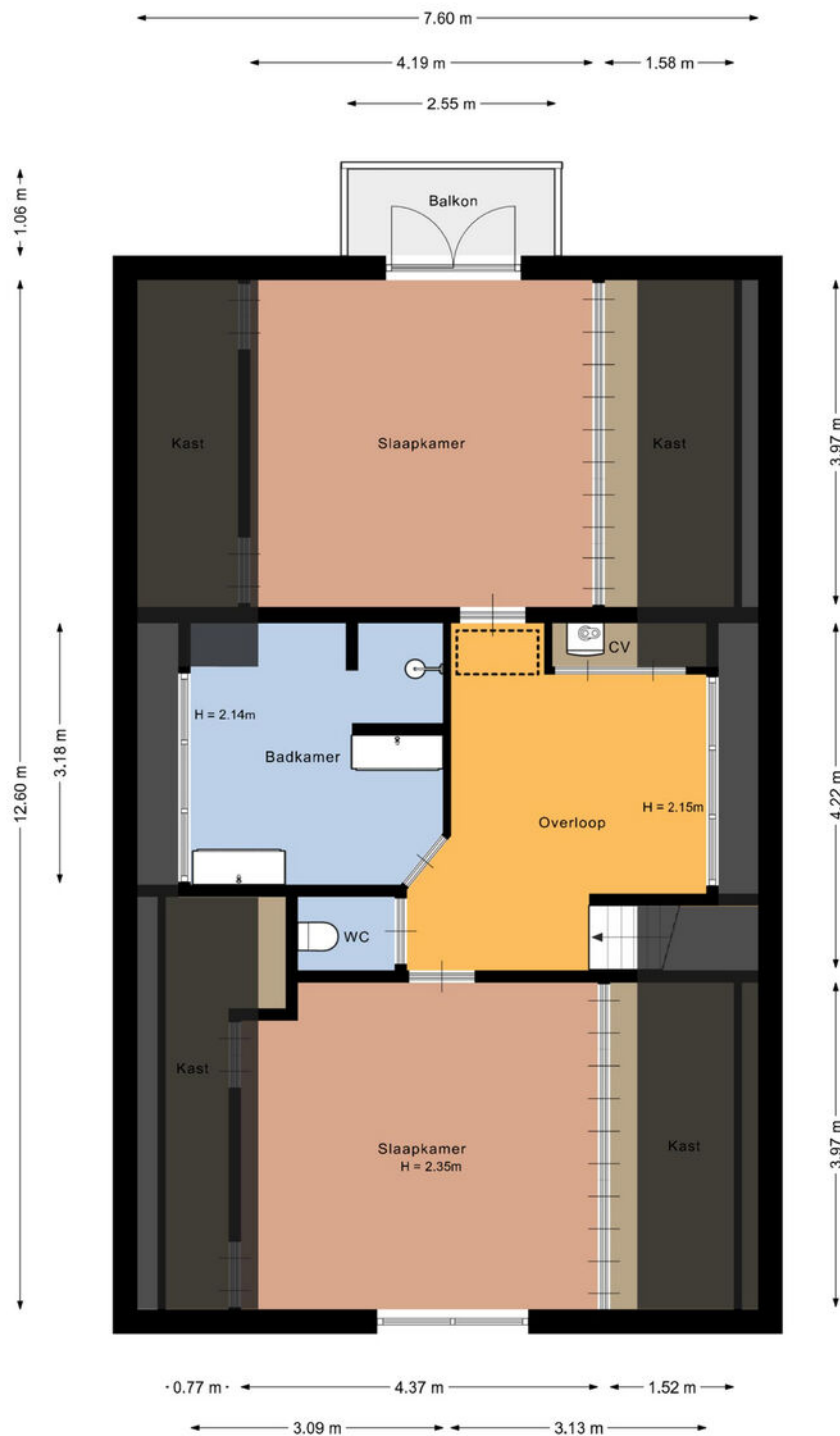 7.60 m
4.19 m
1.58 m
2.55 m
1.06 m
Balkon
Kast
Slaapkamer
Kast
3.97 m
12.60 m
3.18 m
CV
H = 2.14m
Badkamer
H = 2.15m
Overloop
4.22 m
WC
Kast
Slaapkamer
H = 2.35m
Kast
3.97 m
0.77 m
4.37 m
1.52 m
3.09 m
3.13 m